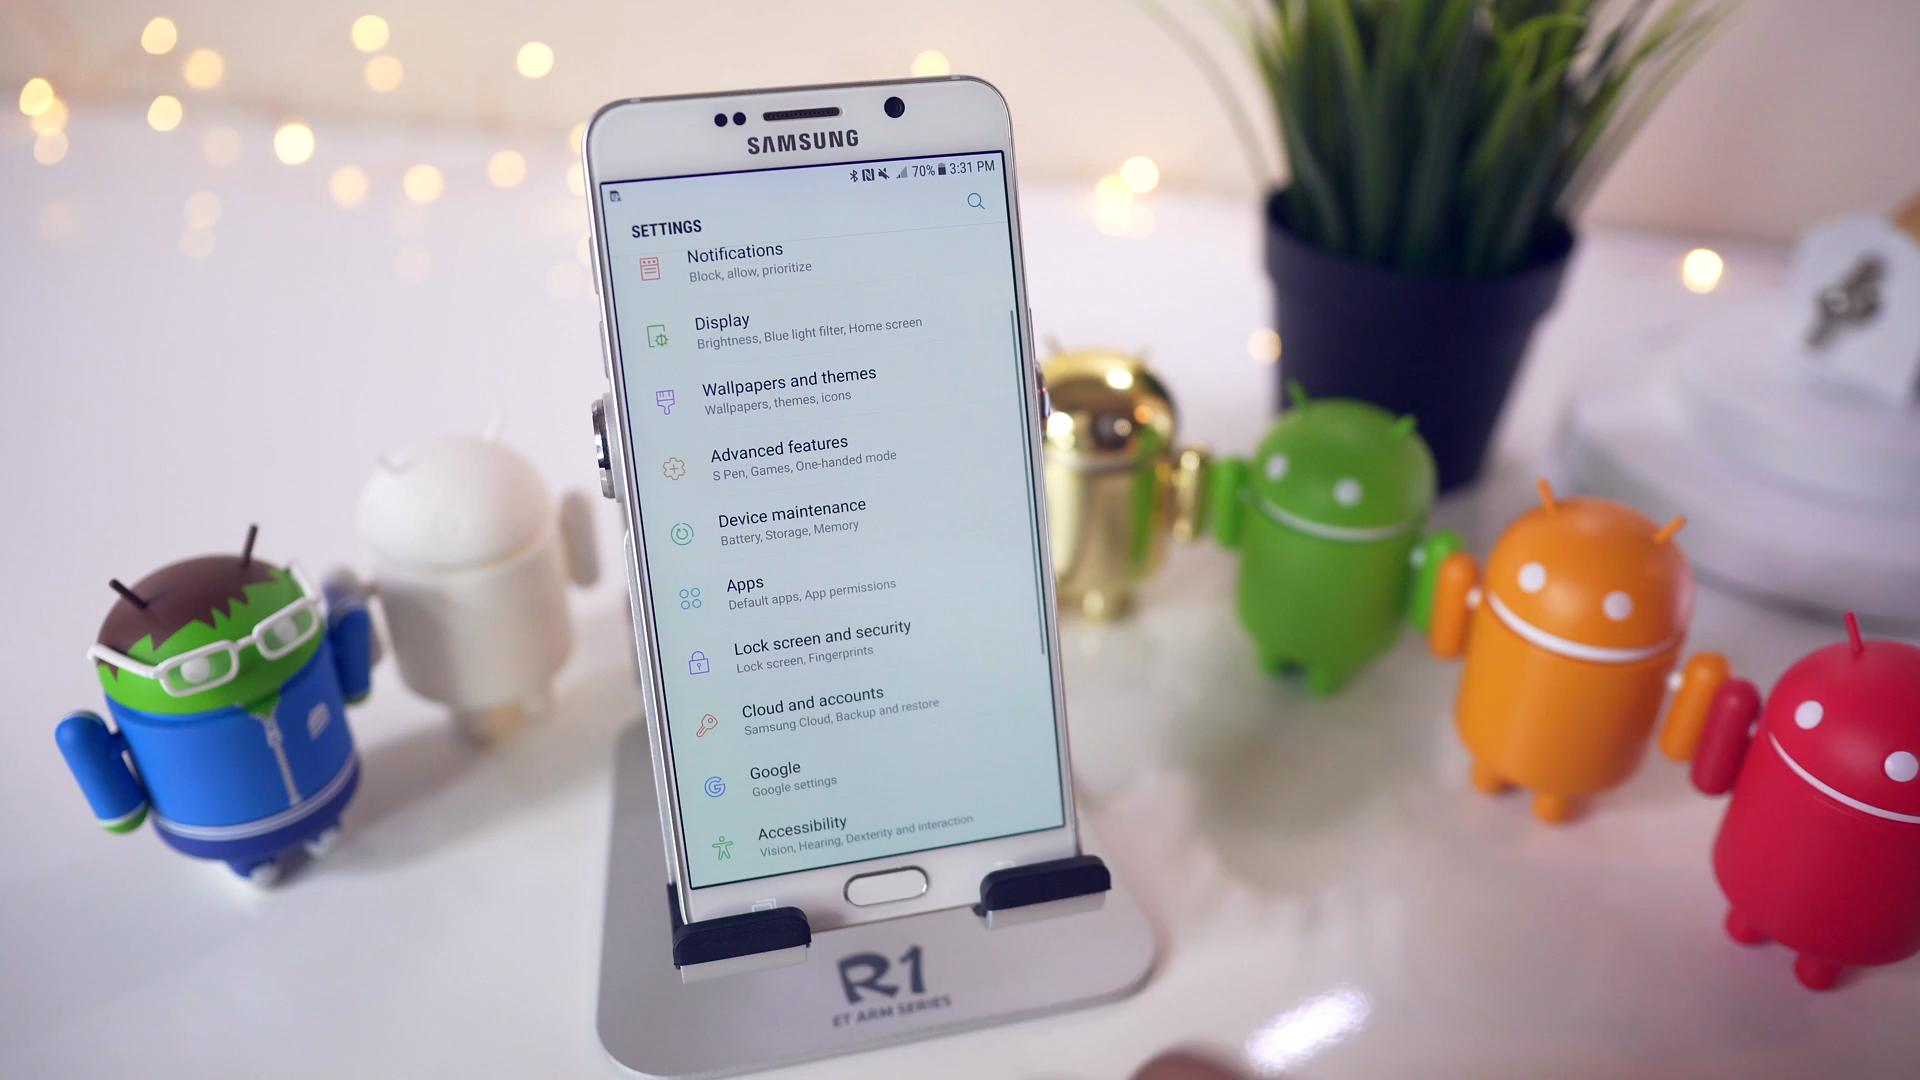 SAMSUNG
70% 3:31 PM
SETTINGS
Notifications
Block, allow, prioritize
Display
Brightness, Blue light filter, Home screen
Wallpapers and themes
Wallpapers, themes, icons
Advanced features
S Pen, Games, One-handed mode
Device maintenance
Battery, Storage, Memory
Apps
Default apps, App permissions
Lock screen and security
Lock screen, Fingerprints
Cloud and accounts
Samsung Cloud, Backup and restore
Google
Google settings
Accessibility
Vision, Hearing, Dexterity and interaction
R1
ET ARM SERIES